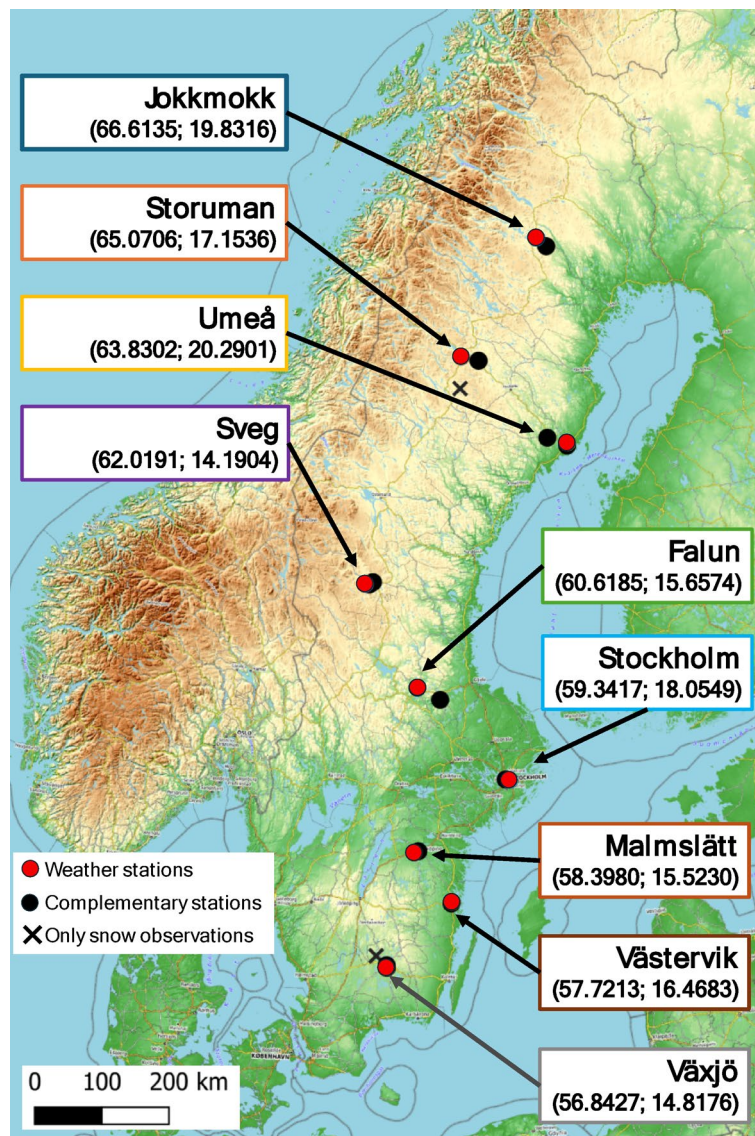 Jokkmokk
(66.6135; 19.8316)
Storuman
(65.0706; 17.1536)
Umeå
(63.8302; 20.2901)
Sveg
(62.0191; 14.1904)
Falun
(60.6185; 15.6574)
Stockholm
(59.3417; 18.0549)
Malmslätt
(58.3980; 15.5230)
Västervik
(57.7213; 16.4683)
Växjö
(56.8427; 14.8176)
Weather stations
Complementary stations
Only snow observations
0 100 200 km
OSLO
KØBENHAVN